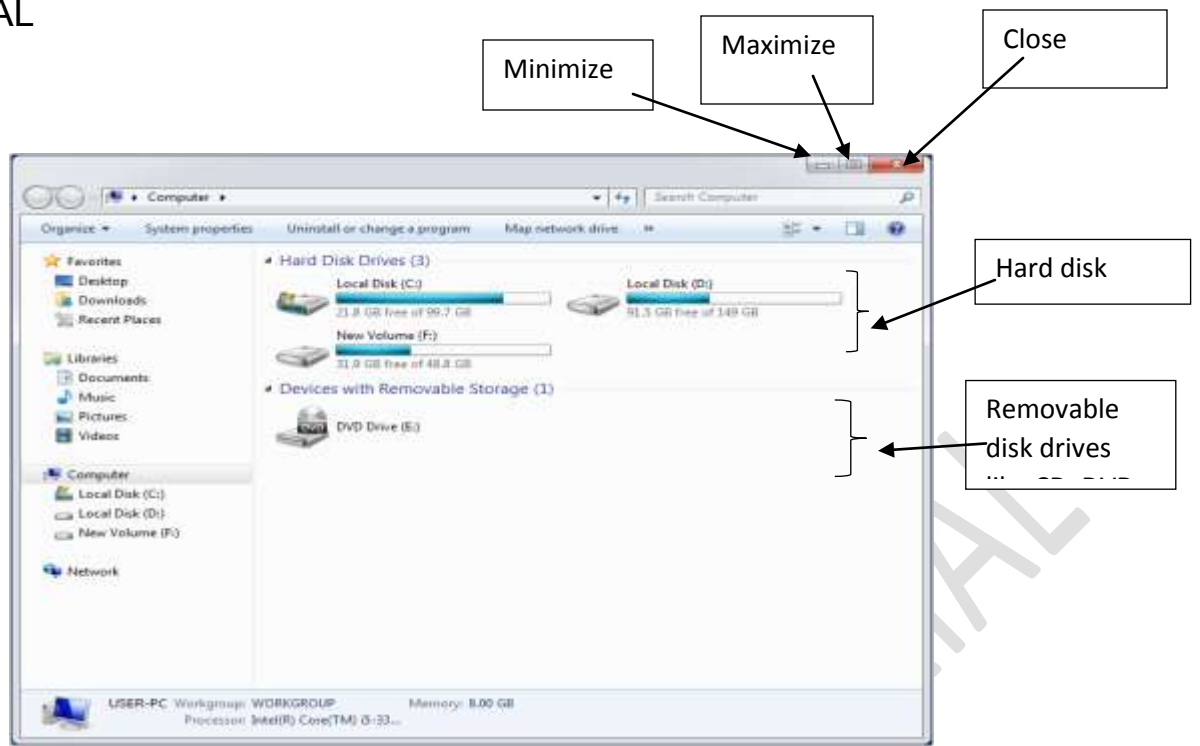 AL
Minimize
Maximize
Close
Computer
Search Computer
Organize
System properties
Uninstall or change a program
Map network drive
»
Favorites
Desktop
Downloads
Recent Places
Libraries
Documents
Music
Pictures
Videos
Computer
Local Disk (C:)
Local Disk (D:)
New Volume (F:)
Network
Hard Disk Drives (3)
Local Disk (C:)
21.8 GB free of 99.7 GB
Local Disk (D:)
91.5 GB free of 149 GB
New Volume (F:)
31.9 GB free of 48.8 GB
Devices with Removable Storage (1)
DVD
DVD Drive (E:)
Hard disk
Removable
disk drives
USER-PC Workgroup: WORKGROUP Memory: 8.00 GB
Processor: Intel(R) Core(TM) i5-33...